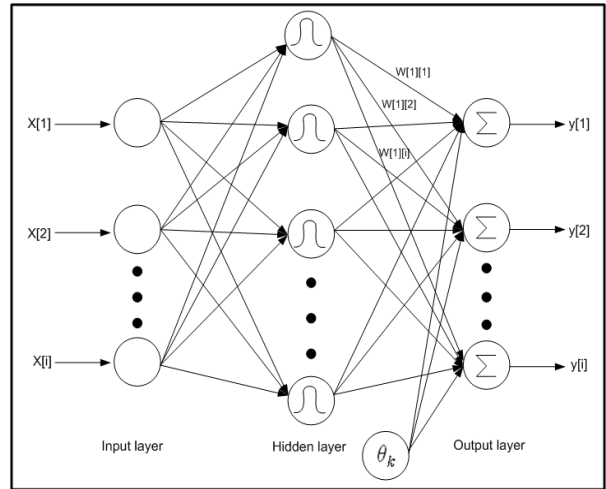 W[1][1]
X[1]
W[1][2]
Σ
y[1]
W[1][i]
X[2]
Σ
y[2]
X[i]
Σ
y[i]
Input layer
Hidden layer
θk
Output layer